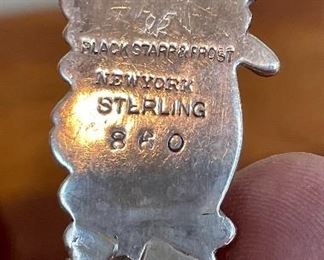 BLACK STARR & FROST
NEW YORK
STERLING
860